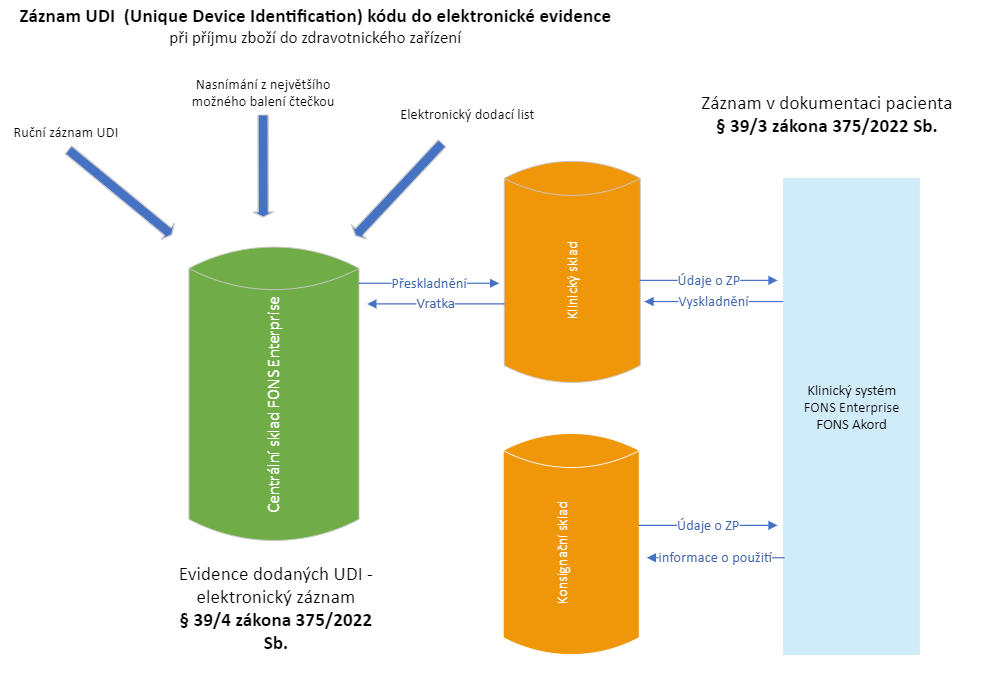 Záznam UDI (Unique Device Identification) kódu do elektronické evidence
při příjmu zboží do zdravotnického zařízení
Nasnímání z největšího
možného balení čtečkou
Ruční záznam UDI
Elektronický dodací list
Záznam v dokumentaci pacienta
§ 39/3 zákona 375/2022 Sb.
Centrální sklad FONS Enterprise
Přeskladnění
Vratka
Klinický sklad
Údaje o ZP
Vyskladnění
Klinický systém
FONS Enterprise
FONS Akord
Konsignační sklad
Údaje o ZP
informace o použití
Evidence dodaných UDI -
elektronický záznam
§ 39/4 zákona 375/2022
Sb.